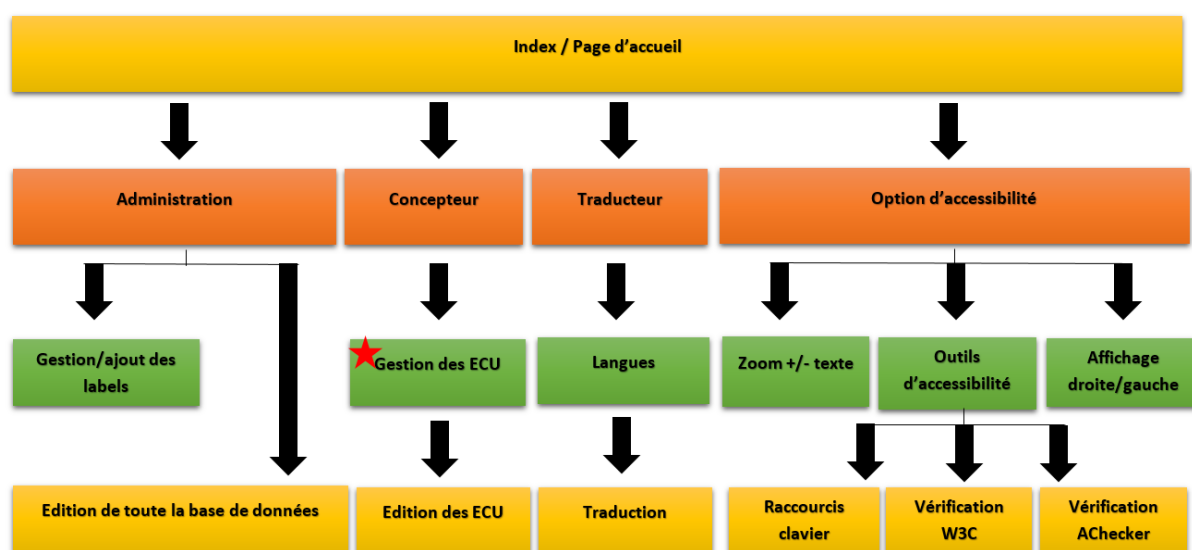 Index / Page d’accueil
Administration
Concepteur
Traducteur
Option d’accessibilité
Gestion/ajout des
labels
Gestion des ECU
Langues
Zoom +/- texte
Outils
d’accessibilité
Affichage
droite/gauche
Edition de toute la base de données
Edition des ECU
Traduction
Raccourcis
clavier
Vérification
W3C
Vérification
AChecker